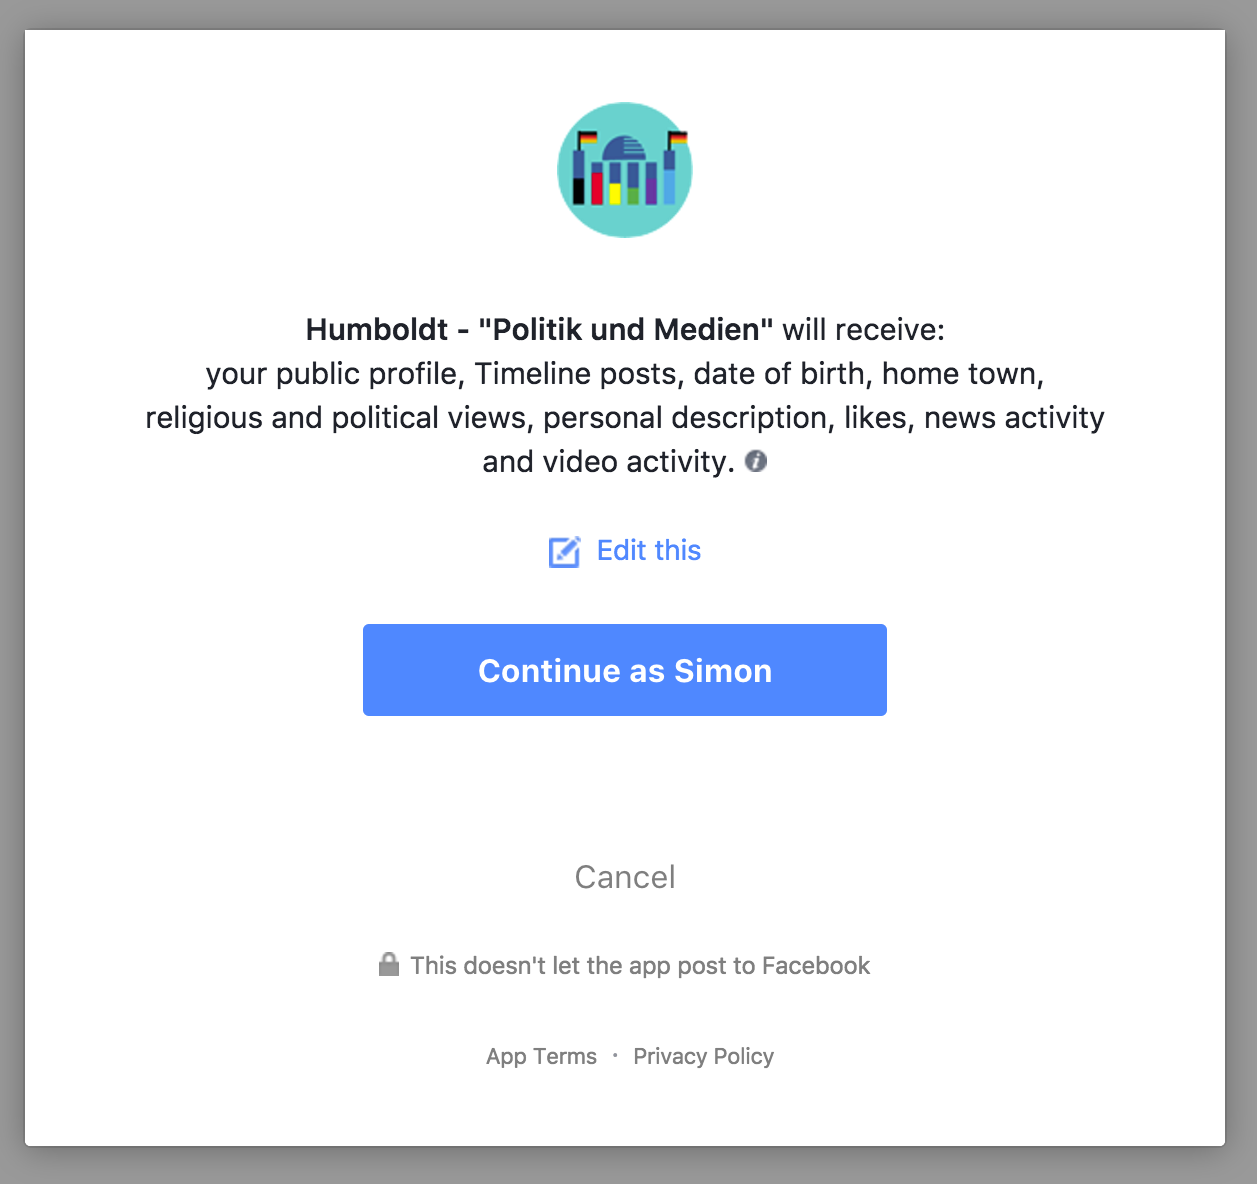 Humboldt - "Politik und Medien" will receive:
your public profile, Timeline posts, date of birth, home town,
religious and political views, personal description, likes, news activity
and video activity.
Edit this
Continue as Simon
Cancel
This doesn't let the app post to Facebook
App Terms · Privacy Policy